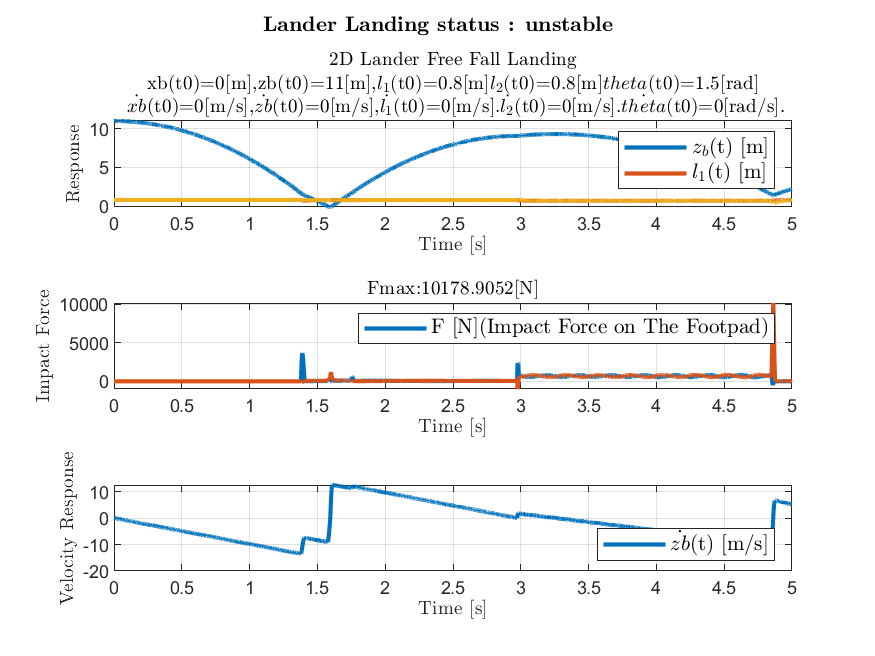 Lander Landing status : unstable
2D Lander Free Fall Landing
xb(t0)=0[m],zb(t0)=11[m],l₁(t0)=0.8[m]l₂(t0)=0.8[m]theta(t0)=1.5[rad]
ẋb(t0)=0[m/s],żb(t0)=0[m/s],l̇₁(t0)=0[m/s].l̇₂(t0)=0[m/s].thėta(t0)=0[rad/s].
Response
10
5
0
z_b(t) [m]
l₁(t) [m]
0 0.5 1 1.5 2 2.5 3 3.5 4 4.5 5
Time [s]
Fmax:10178.9052[N]
Impact Force
10000
5000
0
F [N](Impact Force on The Footpad)
0 0.5 1 1.5 2 2.5 3 3.5 4 4.5 5
Time [s]
Velocity Response
10
0
-10
-20
żb(t) [m/s]
0 0.5 1 1.5 2 2.5 3 3.5 4 4.5 5
Time [s]